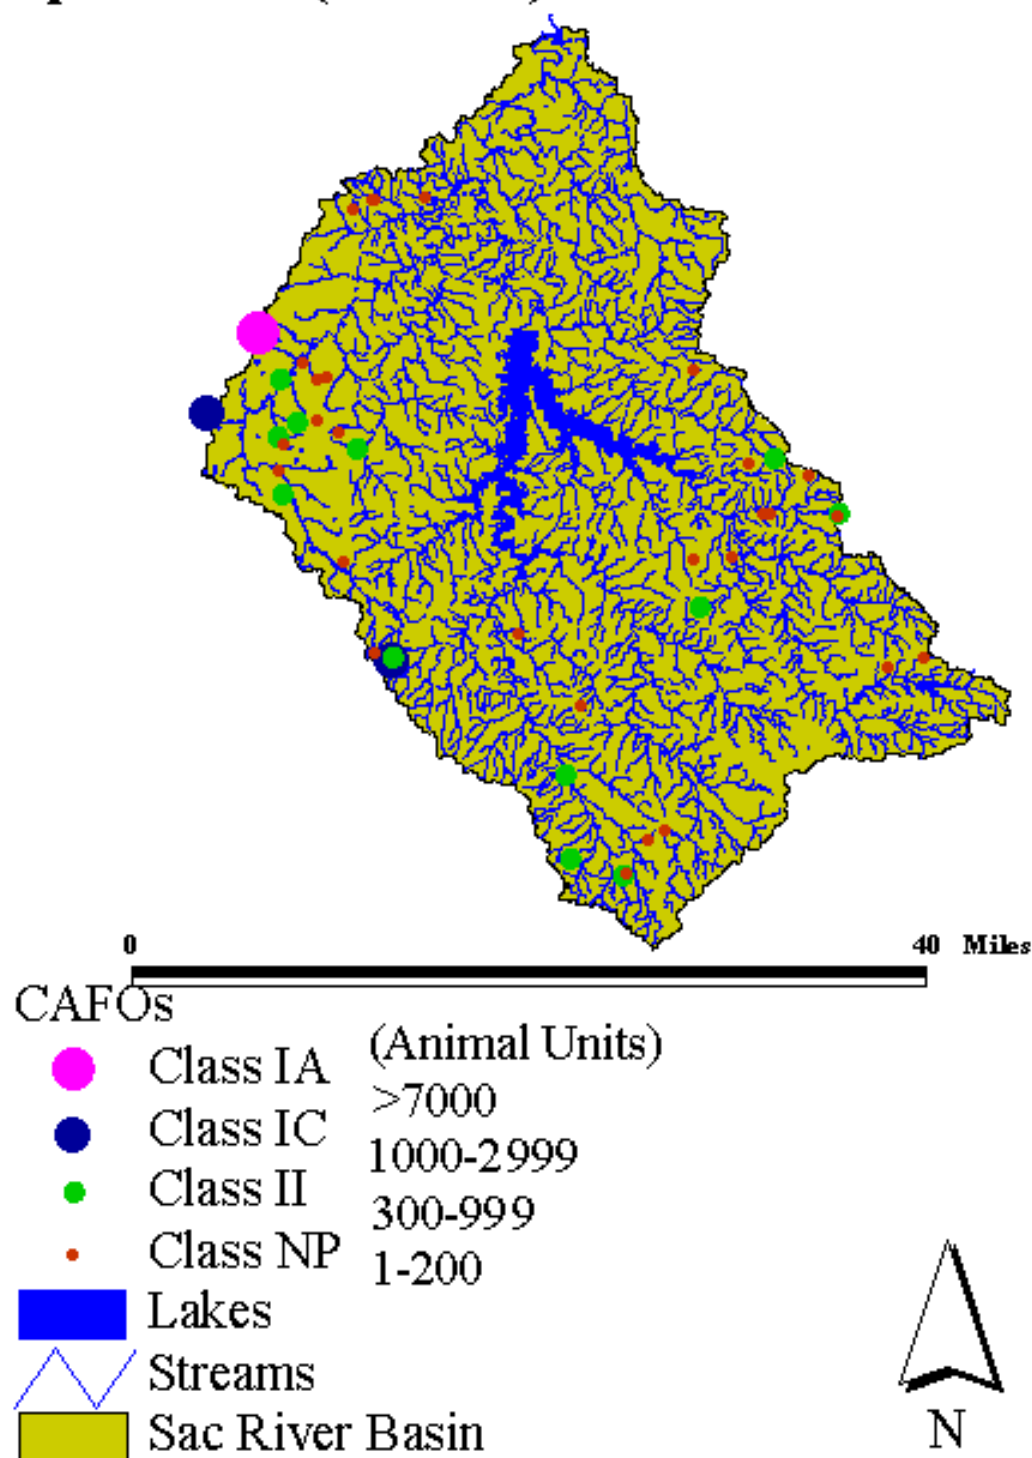 0 40 Miles
CAFOs
(Animal Units)
Class IA >7000
Class IC 1000-2999
Class II 300-999
Class NP 1-200
Lakes
Streams
Sac River Basin
N